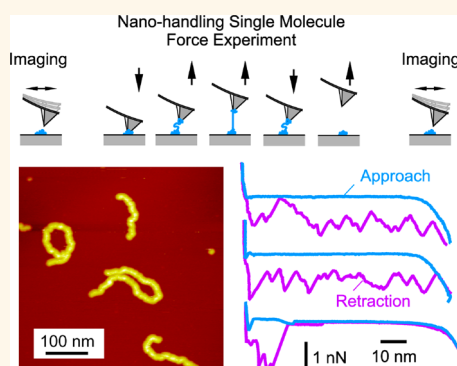 Nano-handling Single Molecule
Force Experiment
Imaging
Imaging
Approach
Retraction
100 nm
1 nN
10 nm